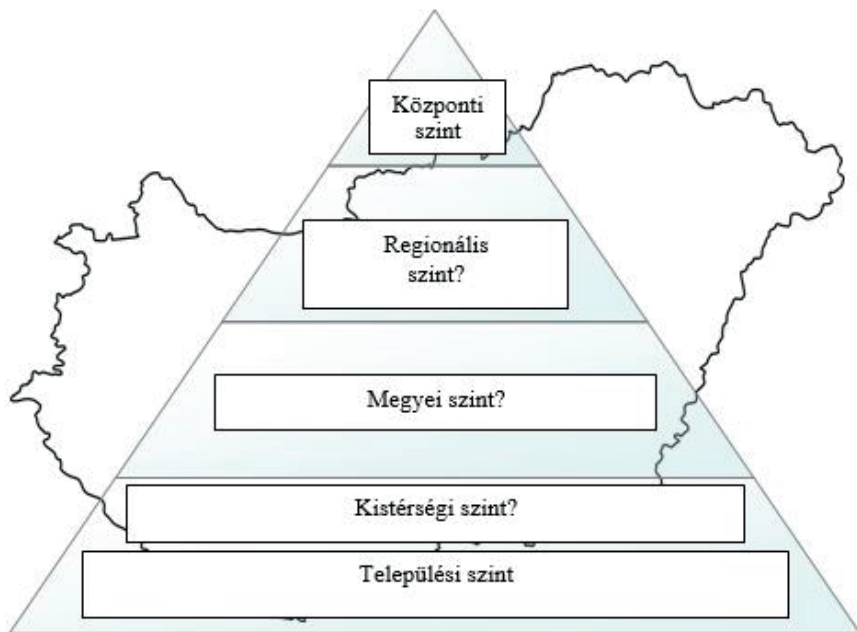 Központi
szint
Regionális
szint?
Megyei szint?
Kistérségi szint?
Települési szint